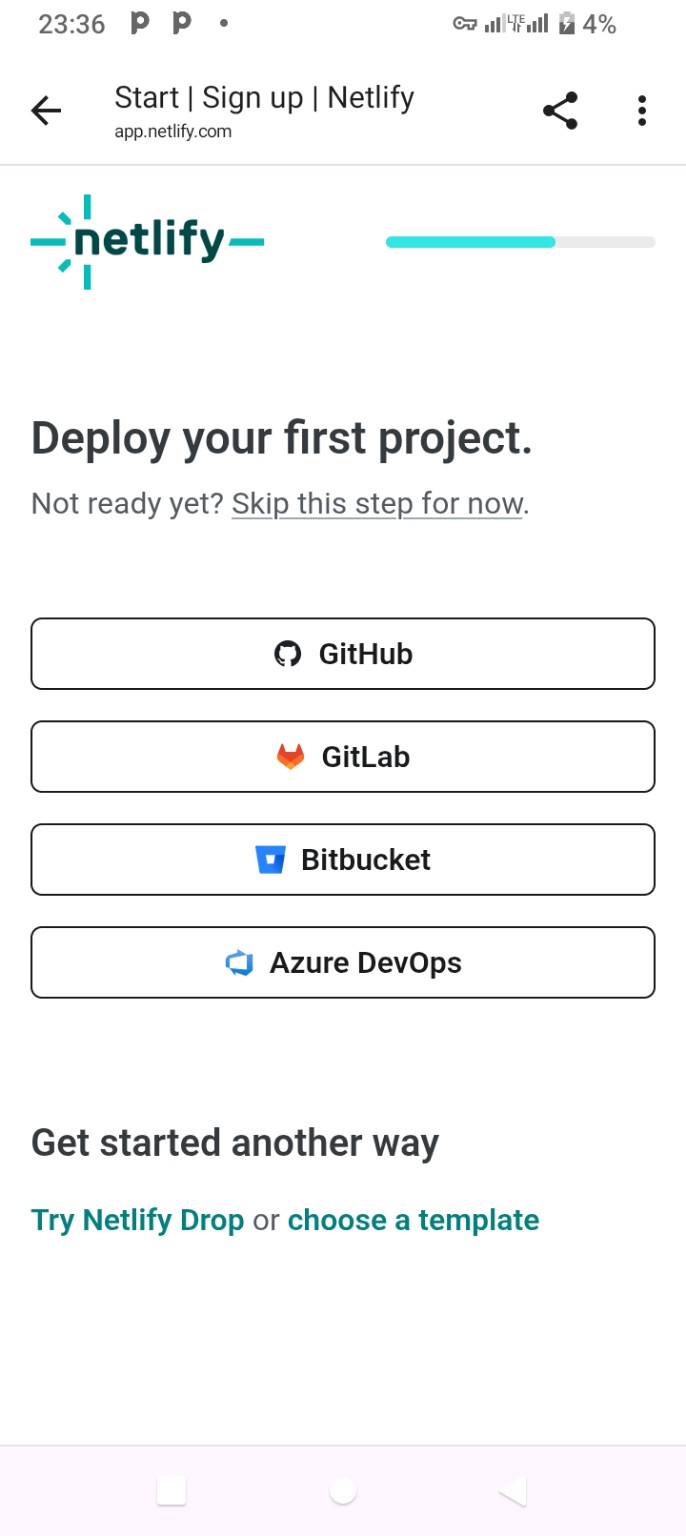 23:36
LTE
4%
Start | Sign up | Netlify
app.netlify.com
netlify
Deploy your first project.
Not ready yet? Skip this step for now.
GitHub
GitLab
Bitbucket
Azure DevOps
Get started another way
Try Netlify Drop or choose a template